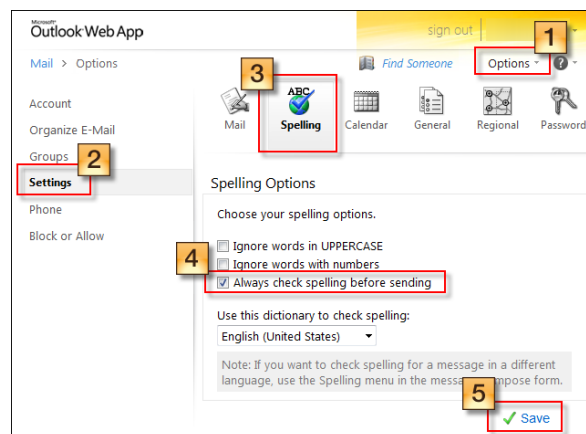 Microsoft®
Outlook Web App
sign out
1
Mail > Options
Find Someone
Options
?
3
Account
Organize E-Mail
Groups
2
Settings
Phone
Block or Allow
ABC
Mail
Spelling
Calendar
General
Regional
Password
Spelling Options
Choose your spelling options.
Ignore words in UPPERCASE
4
Ignore words with numbers
Always check spelling before sending
Use this dictionary to check spelling:
English (United States)
Note: If you want to check spelling for a message in a different
language, use the Spelling menu in the message compose form.
5
Save